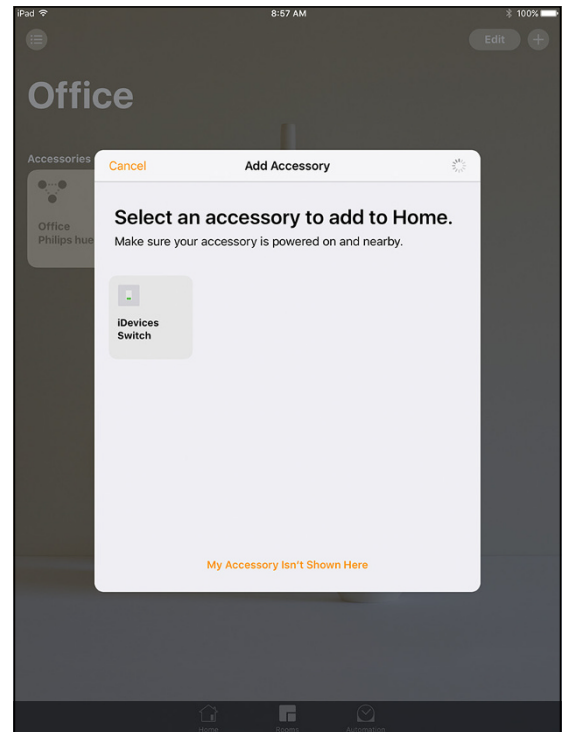 iPad 8:57 AM 100%
Edit
Office
Accessories
Office
Philips hue
Cancel Add Accessory
Select an accessory to add to Home.
Make sure your accessory is powered on and nearby.
iDevices
Switch
My Accessory Isn't Shown Here
Home Rooms Automation